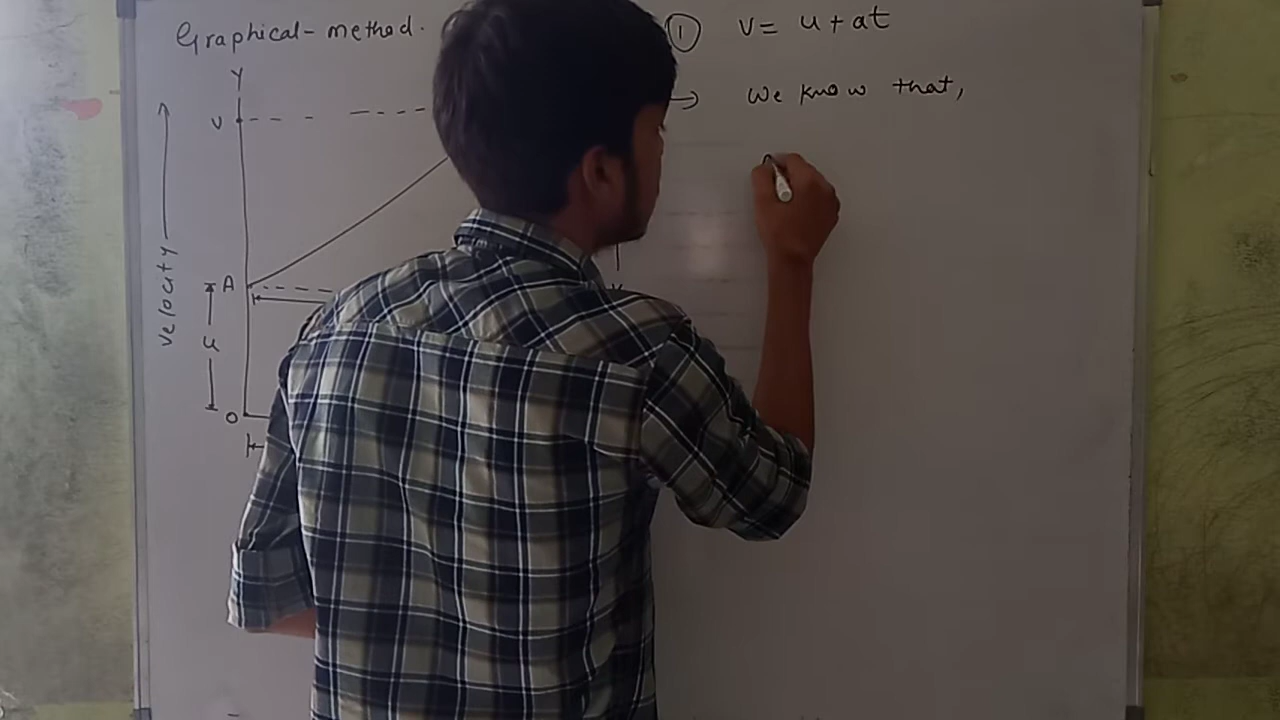 Graphical-method.
Y
V
velocity
A
u
O
① v = u + at
→ We know that,